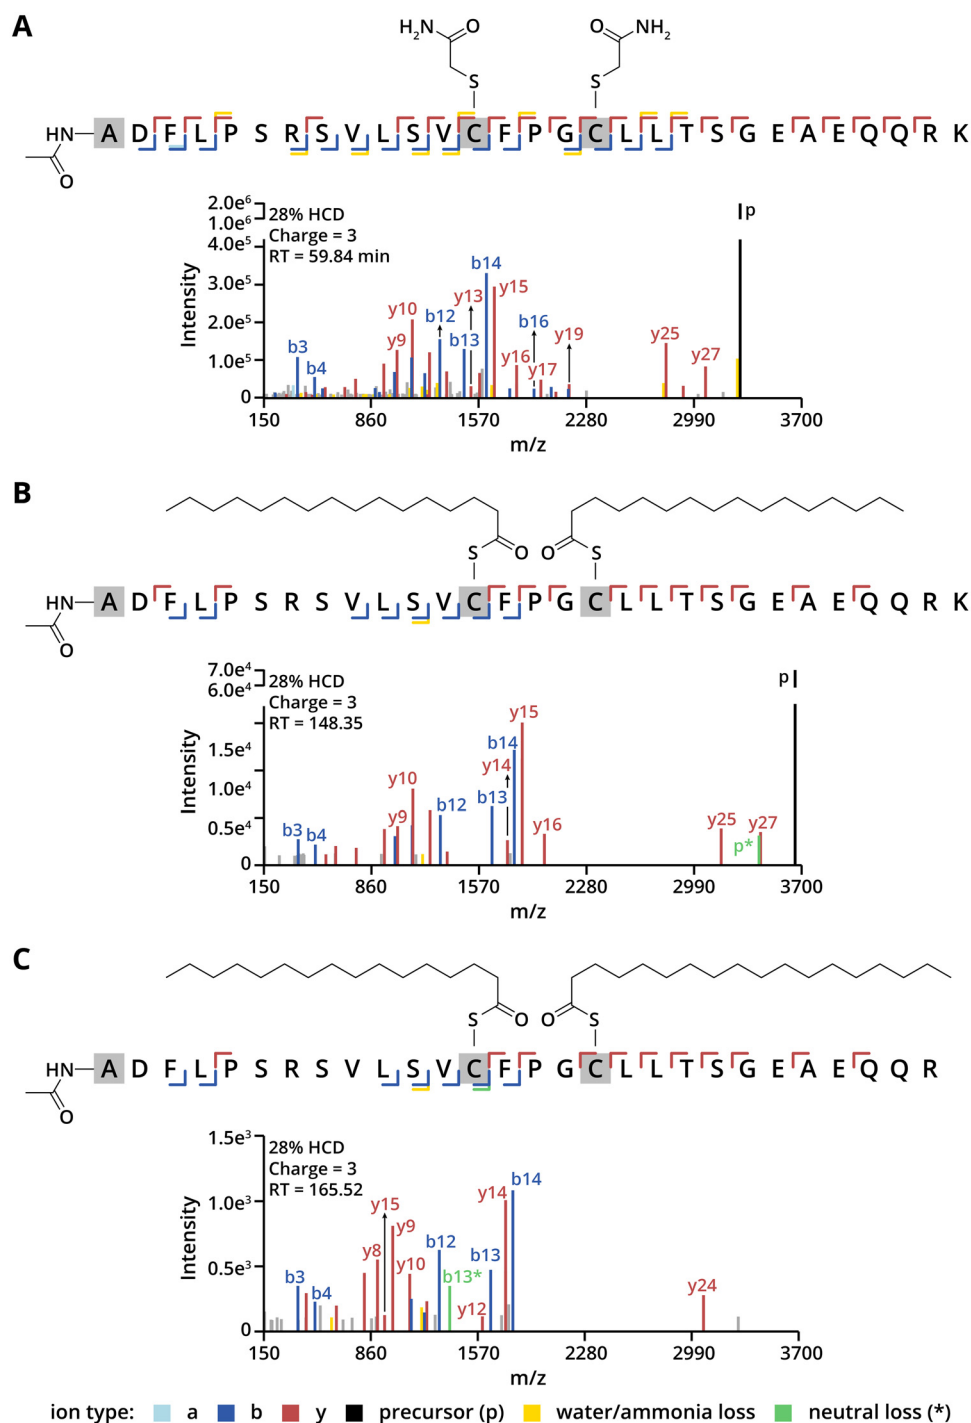 A
H2N O O NH2
S S
HN A D F L P S R S V L S V C F P G C L L T S G E A E Q Q R K
O
2.0e6
1.0e6
4.0e5
3.0e5
2.0e5
1.0e5
0
Intensity
28% HCD
Charge = 3
RT = 59.84 min
p
b3 b4 y9 y10 b12 y13 b13 b14 y15 y16 b16 y17 y19 y25 y27
150 860 1570 2280 2990 3700
m/z
B
S O O S
HN A D F L P S R S V L S V C F P G C L L T S G E A E Q Q R K
O
7.0e4
6.0e4
1.5e4
1.0e4
0.5e4
0
Intensity
28% HCD
Charge = 3
RT = 148.35
p
b3 b4 y9 y10 b12 b13 y14 b14 y15 y16 y25 p* y27
150 860 1570 2280 2990 3700
m/z
C
S O O S
HN A D F L P S R S V L S V C F P G C L L T S G E A E Q Q R
O
1.5e3
1.0e3
0.5e3
0
Intensity
28% HCD
Charge = 3
RT = 165.52
b3 b4 y8 y15 y9 y10 b12 b13* y12 b13 y14 b14 y24
150 860 1570 2280 2990 3700
m/z
ion type: a b y precursor (p) water/ammonia loss neutral loss (*)